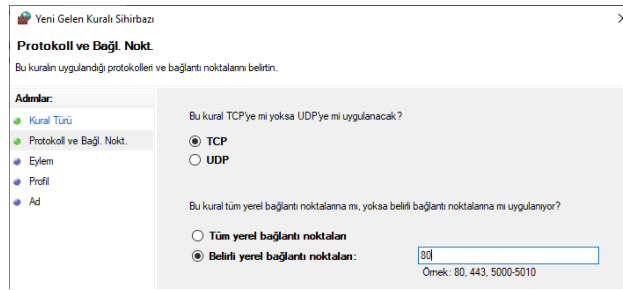 Yeni Gelen Kuralı Sihirbazı
Protokoll ve Bağl. Nokt.
Bu kuralın uygulandığı protokolleri ve bağlantı noktalarını belirtin.
Adımlar:
Kural Türü
Protokoll ve Bağl. Nokt.
Eylem
Profil
Ad
Bu kural TCP'ye mi yoksa UDP'ye mi uygulanacak?
TCP
UDP
Bu kural tüm yerel bağlantı noktalarına mı, yoksa belirli bağlantı noktalarına mı uygulanıyor?
Tüm yerel bağlantı noktaları
Belirli yerel bağlantı noktaları: 80
Örnek: 80, 443, 5000-5010